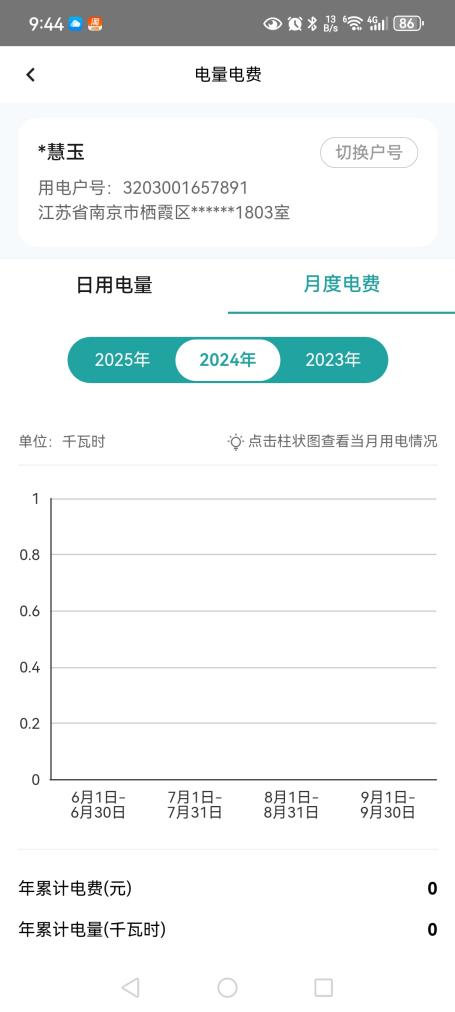 9:44 13 B/s 6 4G 86
电量电费
*慧玉
切换户号
用电户号：3203001657891
江苏省南京市栖霞区******1803室
日用电量 月度电费
2025年 2024年 2023年
单位：千瓦时 点击柱状图查看当月用电情况
1
0.8
0.6
0.4
0.2
0
6月1日- 7月1日- 8月1日- 9月1日-
6月30日 7月31日 8月31日 9月30日
年累计电费(元) 0
年累计电量(千瓦时) 0